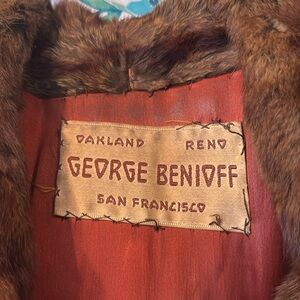 OAKLAND RENO
GEORGE BENIOFF
SAN FRANCISCO